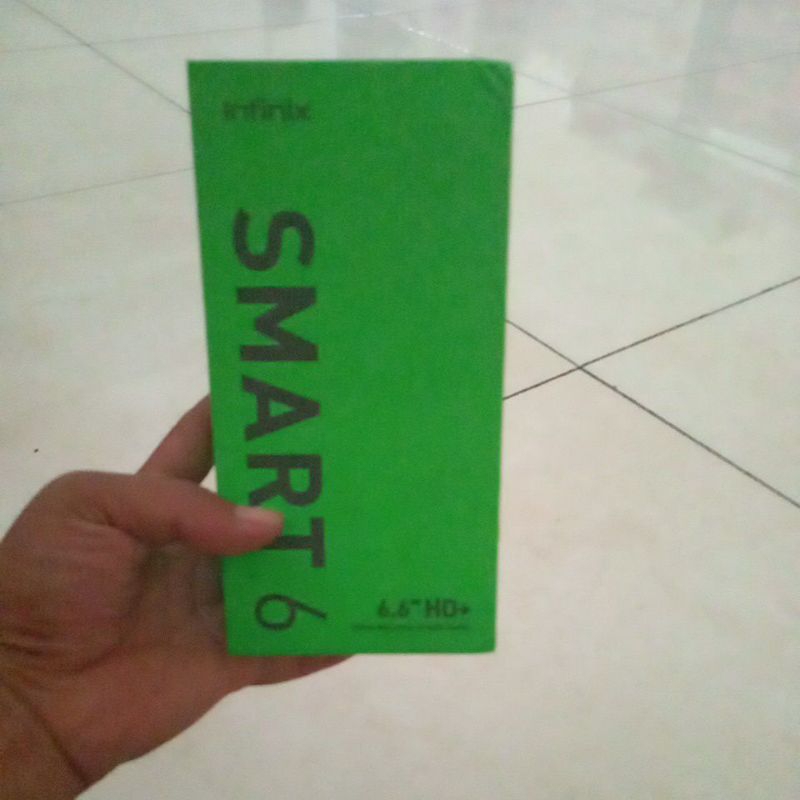 Infinix
SMART 6
6.6" HD+